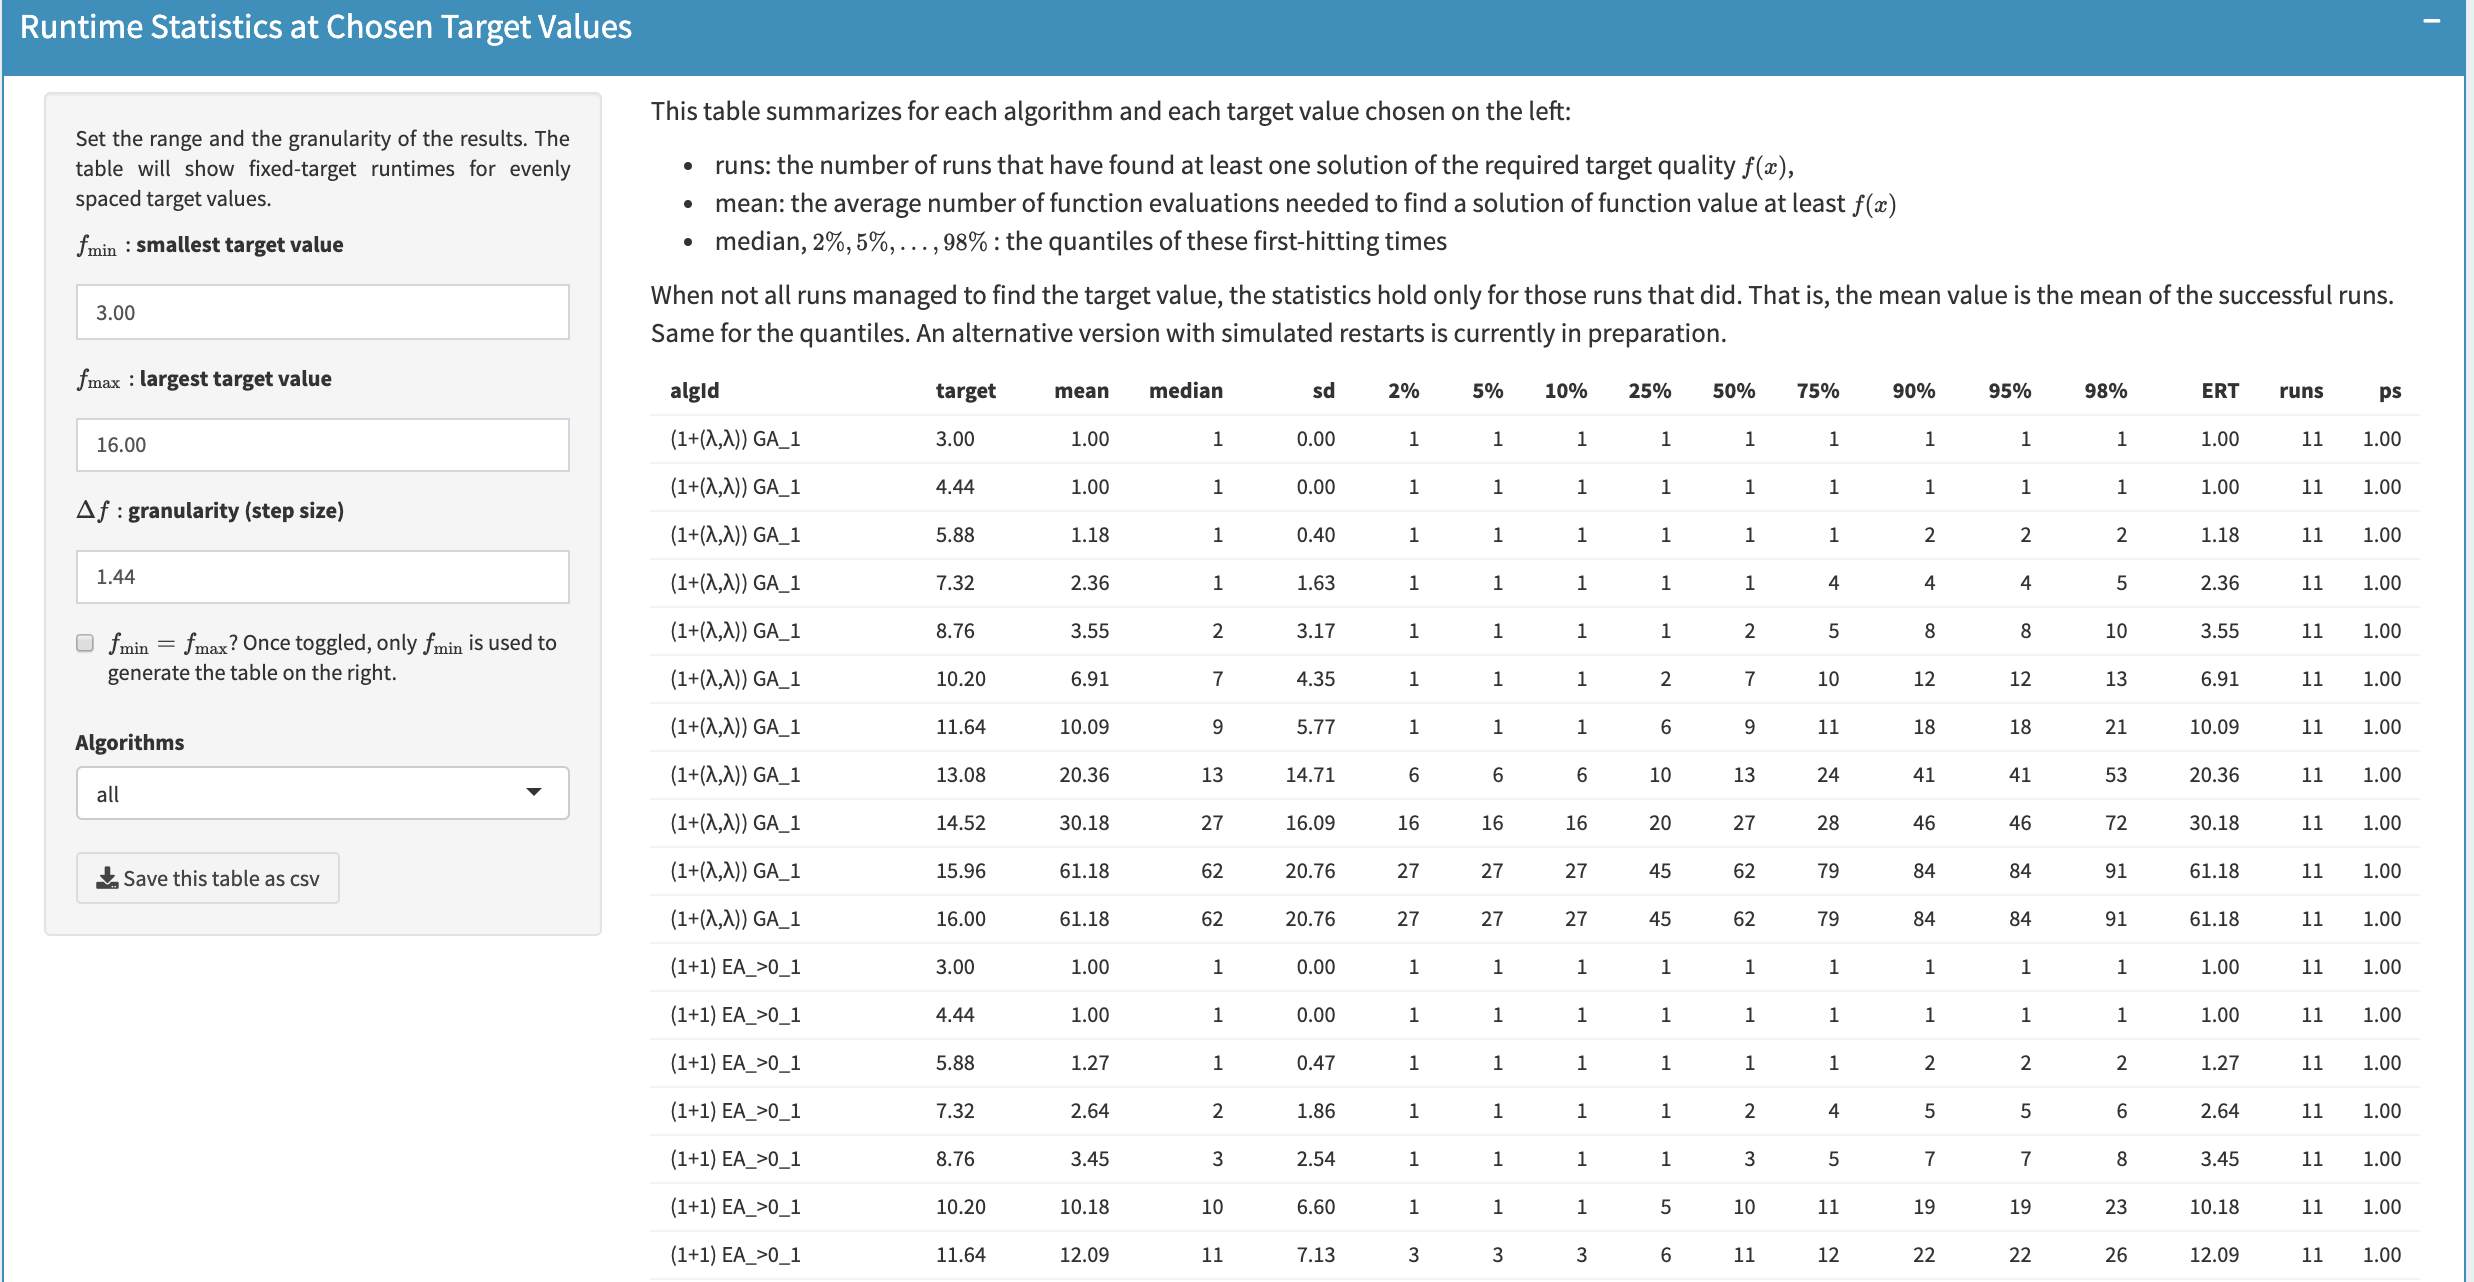 Runtime Statistics at Chosen Target Values
Set the range and the granularity of the results. The
table will show fixed-target runtimes for evenly
spaced target values.
fmin : smallest target value
3.00
fmax : largest target value
16.00
Δf : granularity (step size)
1.44
fmin = fmax? Once toggled, only fmin is used to
generate the table on the right.
Algorithms
all
Save this table as csv
This table summarizes for each algorithm and each target value chosen on the left:
• runs: the number of runs that have found at least one solution of the required target quality f(x),
• mean: the average number of function evaluations needed to find a solution of function value at least f(x)
• median, 2%, 5%, . . . , 98% : the quantiles of these first-hitting times
When not all runs managed to find the target value, the statistics hold only for those runs that did. That is, the mean value is the mean of the successful runs.
Same for the quantiles. An alternative version with simulated restarts is currently in preparation.
algId target mean median sd 2% 5% 10% 25% 50% 75% 90% 95% 98% ERT runs ps
(1+(λ,λ)) GA_1 3.00 1.00 1 0.00 1 1 1 1 1 1 1 1 1 1.00 11 1.00
(1+(λ,λ)) GA_1 4.44 1.00 1 0.00 1 1 1 1 1 1 1 1 1 1.00 11 1.00
(1+(λ,λ)) GA_1 5.88 1.18 1 0.40 1 1 1 1 1 1 2 2 2 1.18 11 1.00
(1+(λ,λ)) GA_1 7.32 2.36 1 1.63 1 1 1 1 1 4 4 4 5 2.36 11 1.00
(1+(λ,λ)) GA_1 8.76 3.55 2 3.17 1 1 1 1 2 5 8 8 10 3.55 11 1.00
(1+(λ,λ)) GA_1 10.20 6.91 7 4.35 1 1 1 2 7 10 12 12 13 6.91 11 1.00
(1+(λ,λ)) GA_1 11.64 10.09 9 5.77 1 1 1 6 9 11 18 18 21 10.09 11 1.00
(1+(λ,λ)) GA_1 13.08 20.36 13 14.71 6 6 6 10 13 24 41 41 53 20.36 11 1.00
(1+(λ,λ)) GA_1 14.52 30.18 27 16.09 16 16 16 20 27 28 46 46 72 30.18 11 1.00
(1+(λ,λ)) GA_1 15.96 61.18 62 20.76 27 27 27 45 62 79 84 84 91 61.18 11 1.00
(1+(λ,λ)) GA_1 16.00 61.18 62 20.76 27 27 27 45 62 79 84 84 91 61.18 11 1.00
(1+1) EA_>0_1 3.00 1.00 1 0.00 1 1 1 1 1 1 1 1 1 1.00 11 1.00
(1+1) EA_>0_1 4.44 1.00 1 0.00 1 1 1 1 1 1 1 1 1 1.00 11 1.00
(1+1) EA_>0_1 5.88 1.27 1 0.47 1 1 1 1 1 1 2 2 2 1.27 11 1.00
(1+1) EA_>0_1 7.32 2.64 2 1.86 1 1 1 1 2 4 5 5 6 2.64 11 1.00
(1+1) EA_>0_1 8.76 3.45 3 2.54 1 1 1 1 3 5 7 7 8 3.45 11 1.00
(1+1) EA_>0_1 10.20 10.18 10 6.60 1 1 1 5 10 11 19 19 23 10.18 11 1.00
(1+1) EA_>0_1 11.64 12.09 11 7.13 3 3 3 6 11 12 22 22 26 12.09 11 1.00